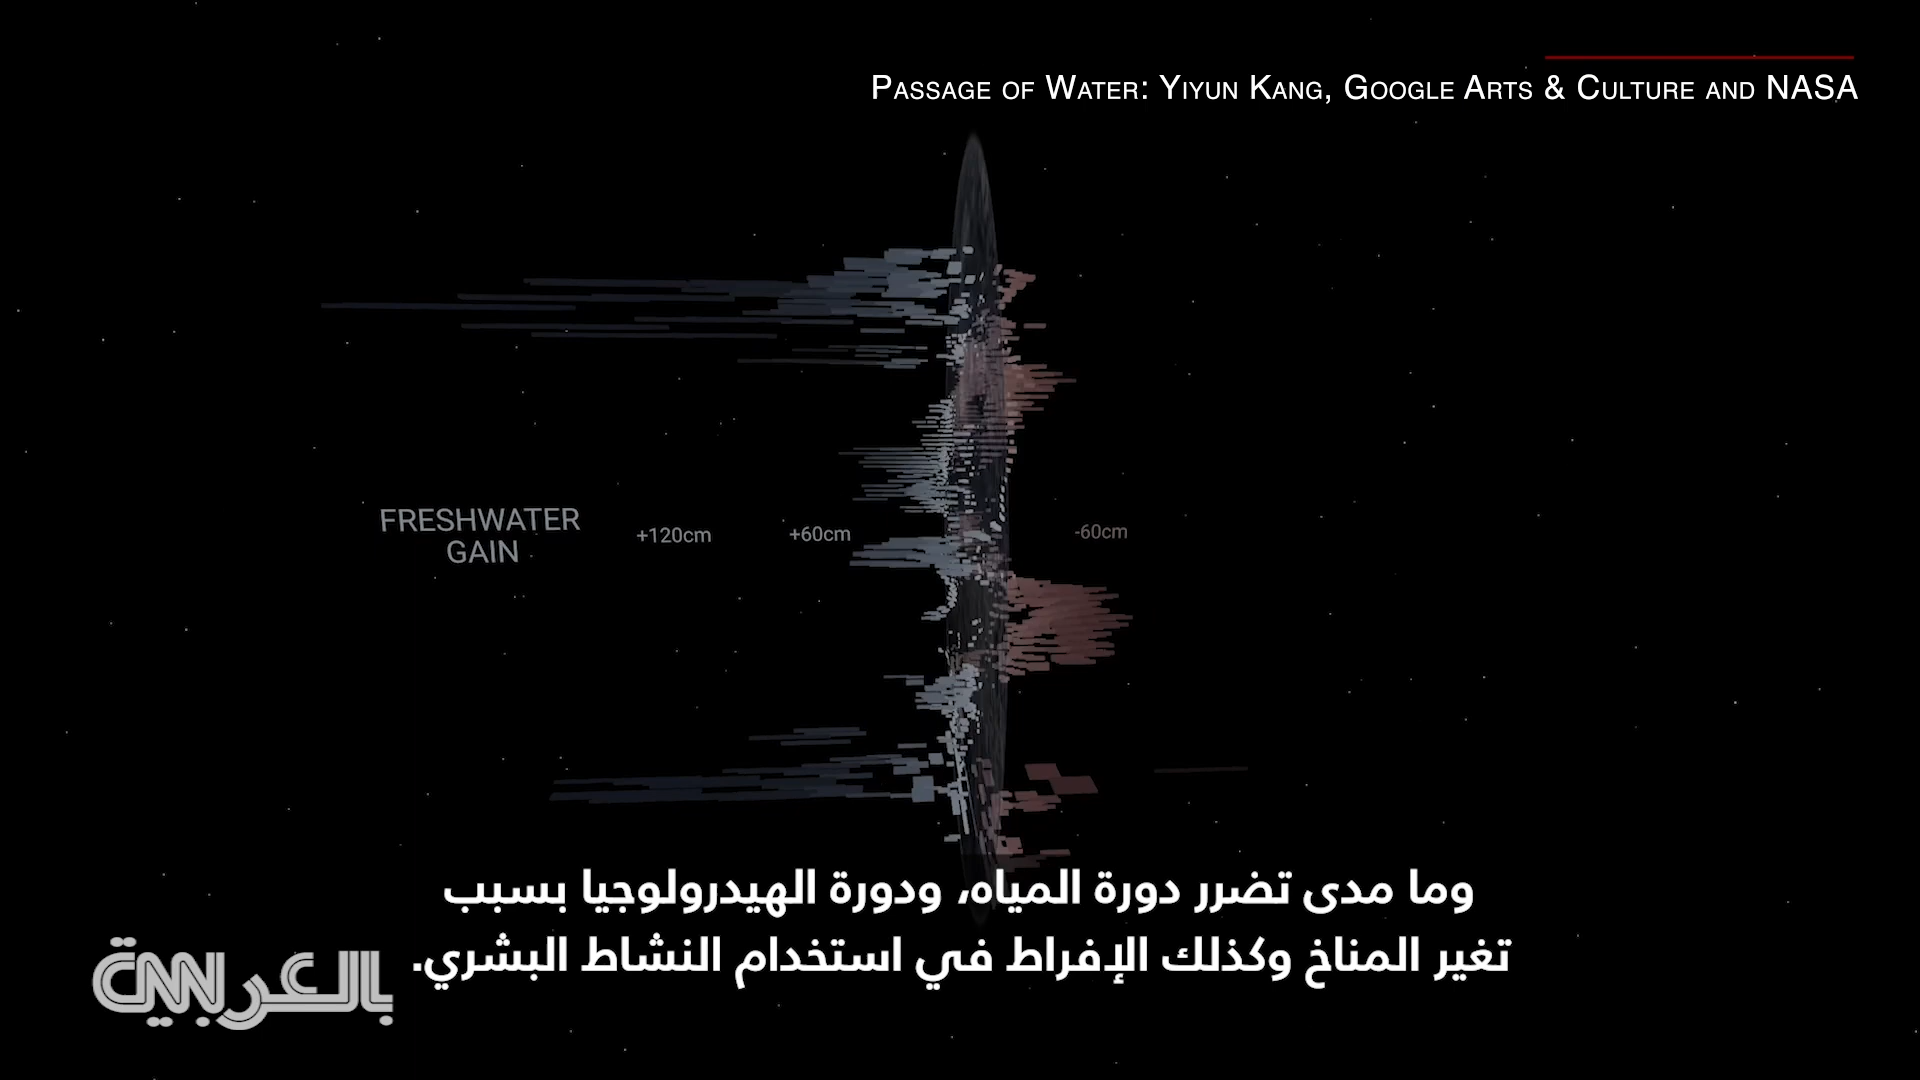 Passage of Water: Yiyun Kang, Google Arts & Culture and NASA
FRESHWATER
GAIN
+120cm
+60cm
-60cm
وما مدى تضرر دورة المياه، ودورة الهيدرولوجيا بسبب
تغير المناخ وكذلك الإفراط في استخدام النشاط البشري.
CNN بالعربية